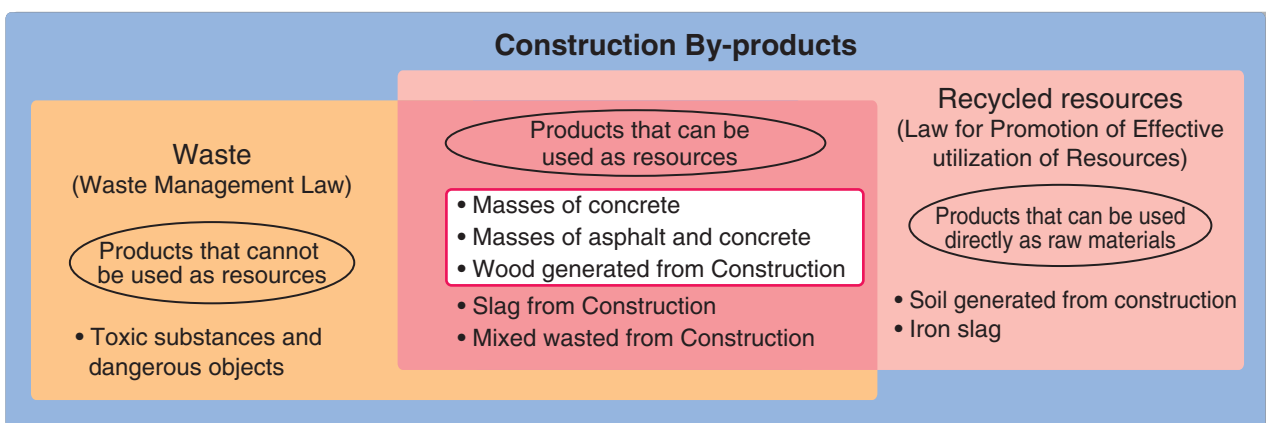 Construction By-products
Waste
(Waste Management Law)
Products that cannot
be used as resources
• Toxic substances and
dangerous objects
Products that can be
used as resources
• Masses of concrete
• Masses of asphalt and concrete
• Wood generated from Construction
• Slag from Construction
• Mixed wasted from Construction
Recycled resources
(Law for Promotion of Effective
utilization of Resources)
Products that can be used
directly as raw materials
• Soil generated from construction
• Iron slag